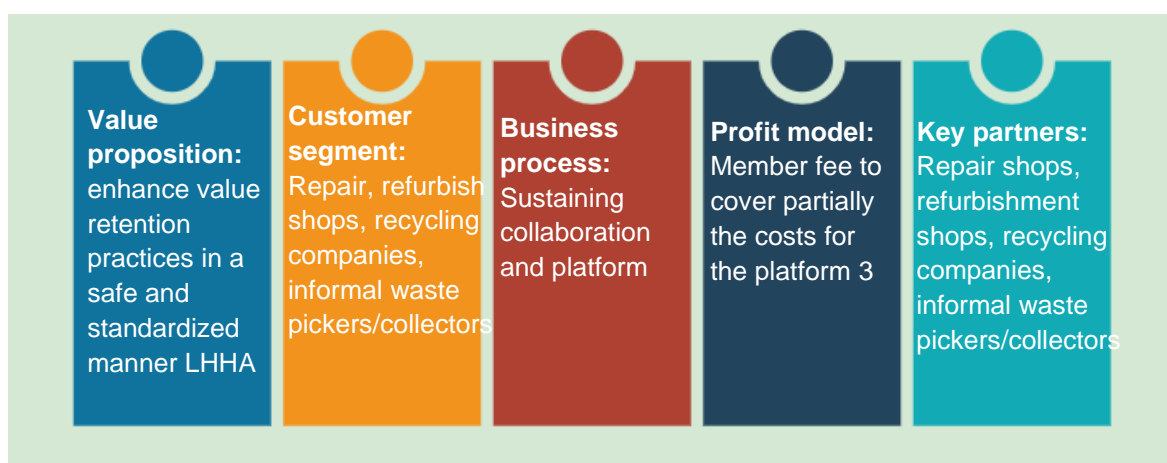 Value
proposition:
enhance value
retention
practices in a
safe and
standardized
manner LHHA
Customer
segment:
Repair, refurbish
shops, recycling
companies,
informal waste
pickers/collectors
Business
process:
Sustaining
collaboration
and platform
Profit model:
Member fee to
cover partially
the costs for
the platform 3
Key partners:
Repair shops,
refurbishment
shops, recycling
companies,
informal waste
pickers/collectors